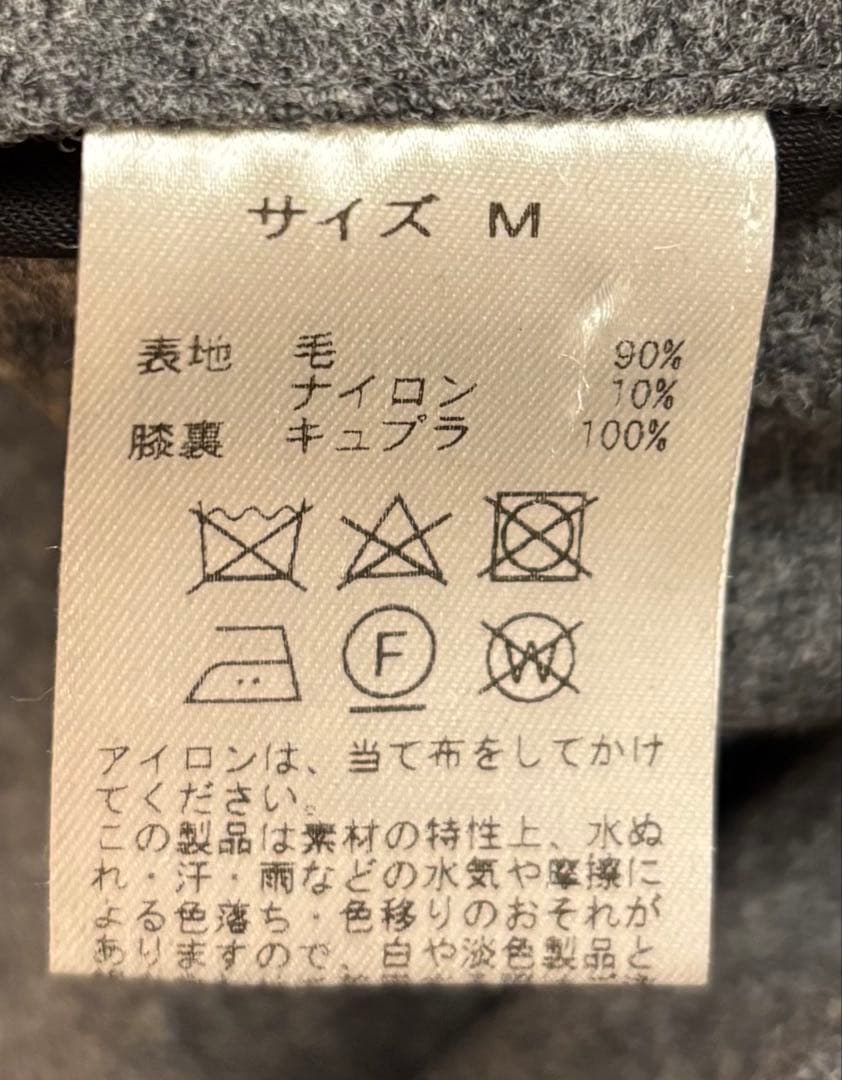 サイズ M
表地 毛 90%
ナイロン 10%
膝裏 キュプラ 100%
F W
アイロンは、当て布をしてかけ
てください。
この製品は素材の特性上、水ぬ
れ・汗・雨などの水気や摩擦に
よる色落ち・色移りのおそれが
ありますので、白や淡色製品と